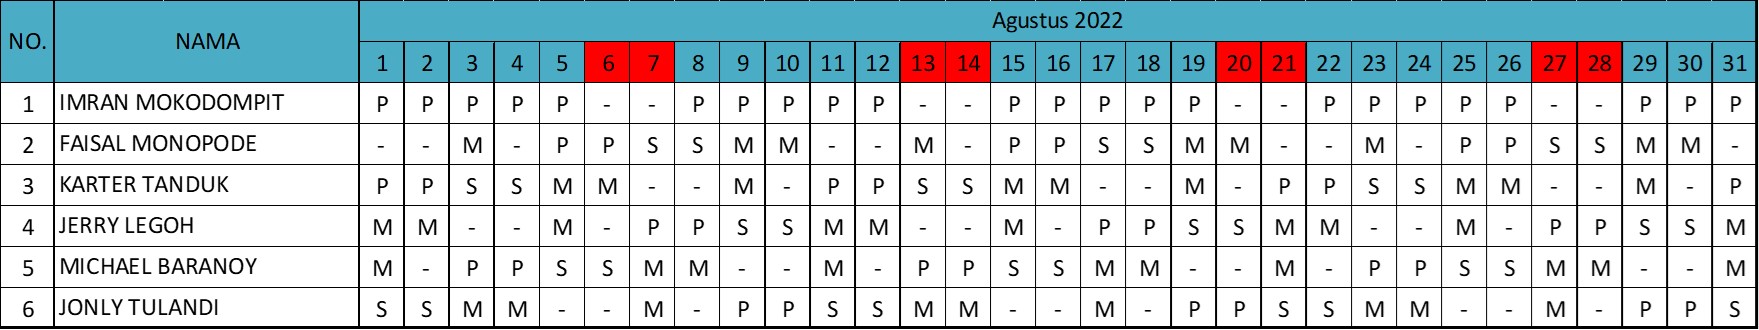 NO. NAMA Agustus 2022
1 2 3 4 5 6 7 8 9 10 11 12 13 14 15 16 17 18 19 20 21 22 23 24 25 26 27 28 29 30 31
1 IMRAN MOKODOMPIT P P P P P - - P P P P P - - P P P P P - - P P P P P - - P P P
2 FAISAL MONOPODE - - M - P P S S M M - - M - P P S S M M - - M - P P S S M M -
3 KARTER TANDUK P P S S M M - - M - P P S S M M - - M - P P S S M M - - M - P
4 JERRY LEGOH M M - - M - P P S S M M - - M - P P S S M M - - M - P P S S M
5 MICHAEL BARANOY M - P P S S M M - - M - P P S S M M - - M - P P S S M M - - M
6 JONLY TULANDI S S M M - - M - P P S S M M - - M - P P S S M M - - M - P P S